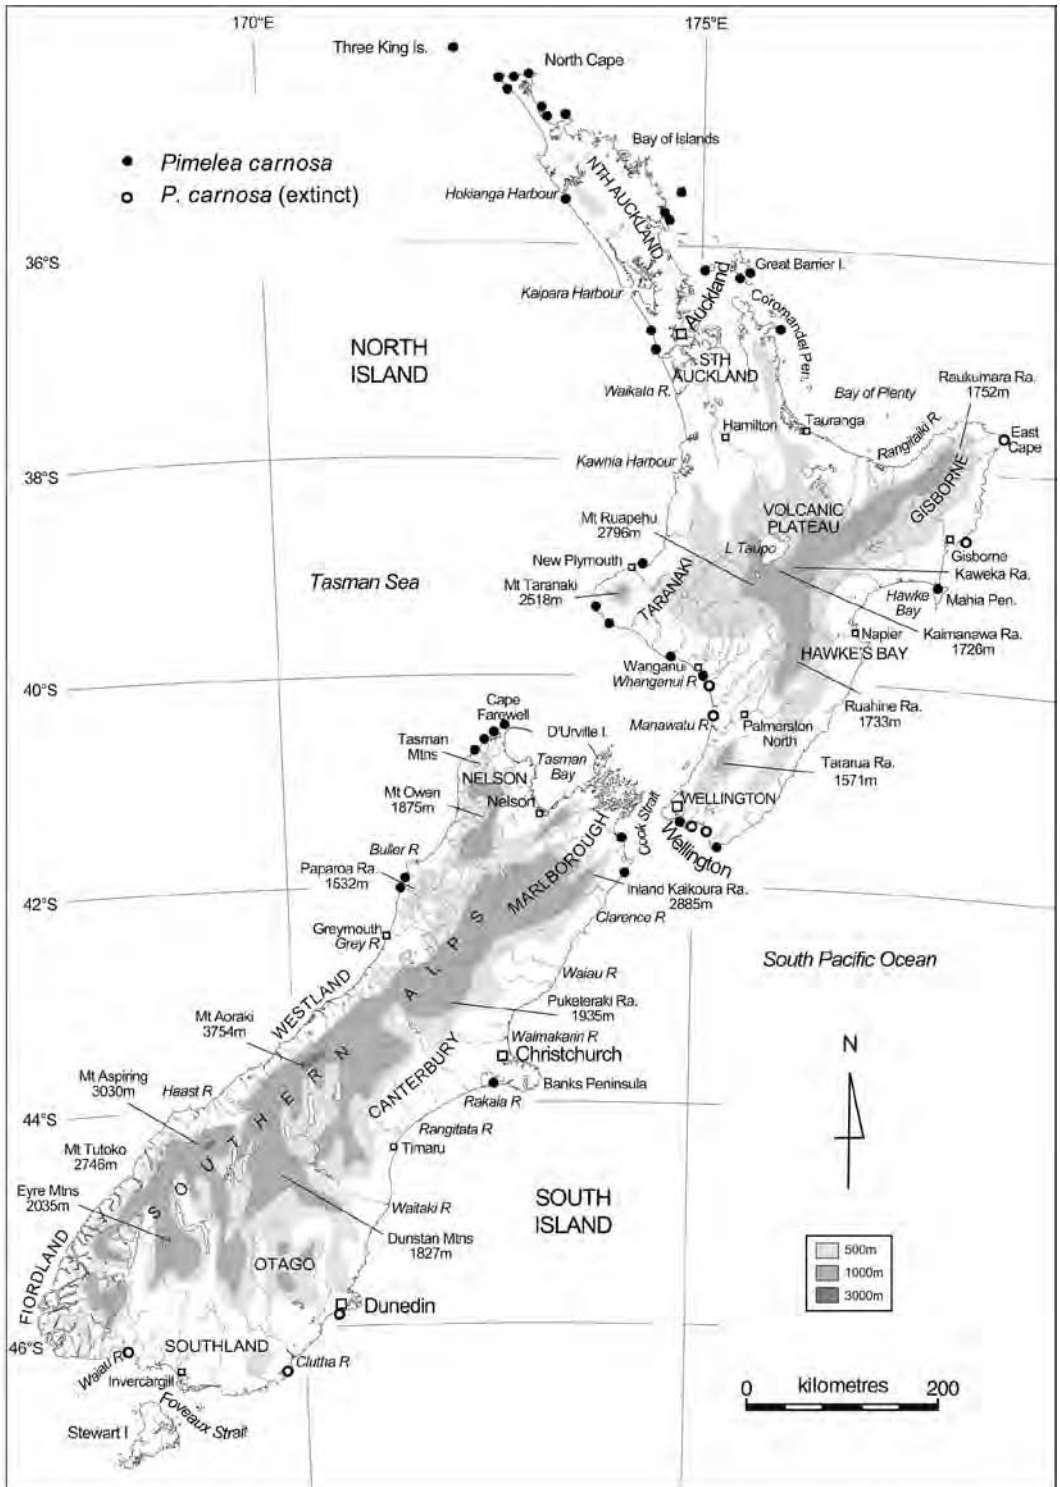 170°E
175°E
Three King Is.
North Cape
Bay of Islands
Pimelea carnosa
P. carnosa (extinct)
NTH AUCKLAND
Hokianga Harbour
36°S
Great Barrier I.
Kaipara Harbour
Auckland
Coromandel Pen.
NORTH
ISLAND
STH
AUCKLAND
Waikato R.
Bay of Plenty
Raukumara Ra.
1752m
Hamilton
Tauranga
Rangitaiki R.
East
Cape
38°S
Kawhia Harbour
GISBORNE
VOLCANIC
PLATEAU
Mt Ruapehu
2796m
L Taupo
Gisborne
New Plymouth
Kaweka Ra.
Tasman Sea
Mt Taranaki
2518m
TARANAKI
Hawke
Bay
Mahia Pen.
Napier
Kaimanawa Ra.
1726m
HAWKE'S BAY
Wanganui
Whanganui R
40°S
Cape
Farewell
Ruahine Ra.
1733m
D'Urville I.
Manawatu R
Palmerston
North
Tasman
Mtns
Tasman
Bay
NELSON
Tararua Ra.
1571m
Mt Owen
1875m
Nelson
WELLINGTON
Cook Strait
Wellington
Buller R
MARLBOROUGH
Paparoa Ra.
1532m
Inland Kaikoura Ra.
2885m
42°S
Clarence R.
Greymouth
Grey R
South Pacific Ocean
Waiau R
WESTLAND
SOUTHERN ALPS
Puketeraki Ra.
1935m
Mt Aoraki
3754m
Waimakariri R
N
Christchurch
CANTERBURY
Mt Aspiring
3030m
Banks Peninsula
Haast R
Rakaia R
44°S
Rangitata R
Mt Tutoko
2746m
Timaru
Eyre Mtns
2035m
Waitaki R
SOUTH
ISLAND
Dunstan Mtns
1827m
500m
1000m
3000m
FIORDLAND
OTAGO
Dunedin
46°S
SOUTHLAND
Waiau R
Clutha R
Invercargill
kilometres
0
200
Foveaux Strait
Stewart I